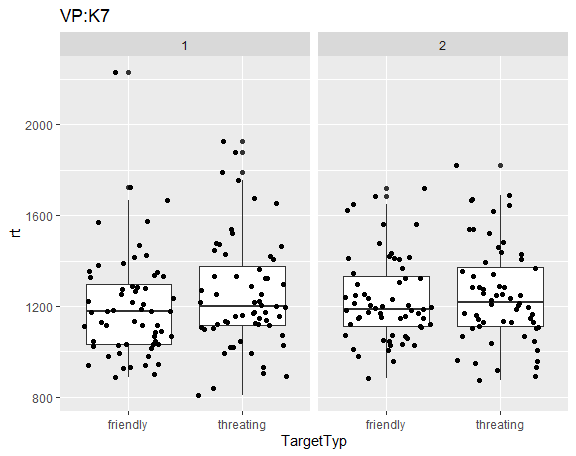 VP:K7
1
2
rt
2000
1600
1200
800
friendly
threating
friendly
threating
TargetTyp